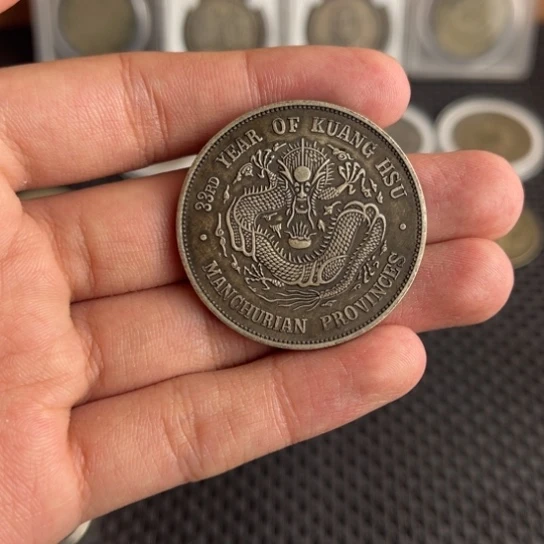 33RD YEAR OF KUANG HSU
MANCHURIAN PROVINCES